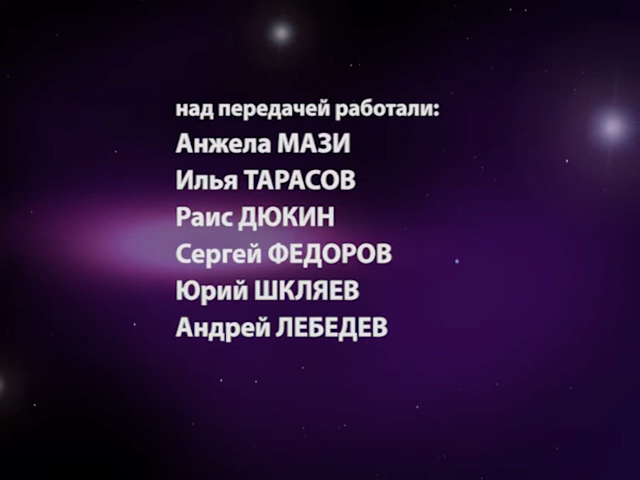 над передачей работали:
Анжела МАЗИ
Илья ТАРАСОВ
Раис ДЮКИН
Сергей ФЕДОРОВ
Юрий ШКЛЯЕВ
Андрей ЛЕБЕДЕВ